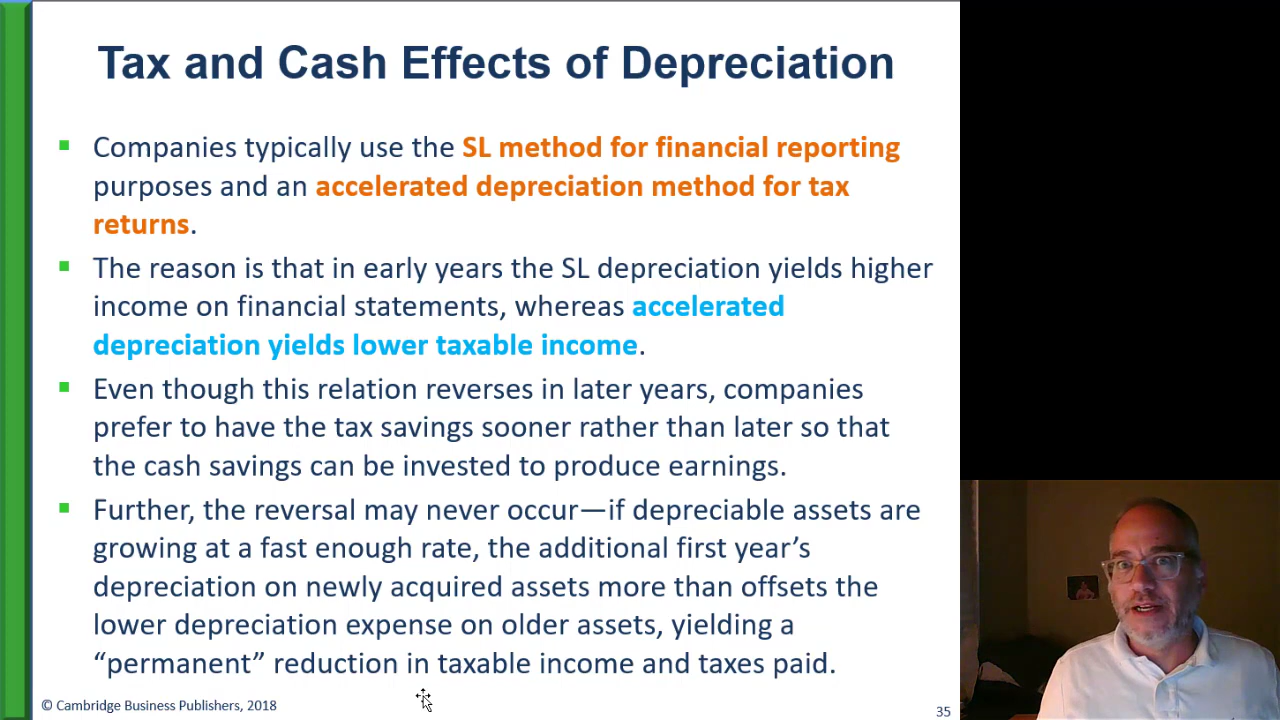 Tax and Cash Effects of Depreciation
Companies typically use the SL method for financial reporting
purposes and an accelerated depreciation method for tax
returns.
The reason is that in early years the SL depreciation yields higher
income on financial statements, whereas accelerated
depreciation yields lower taxable income.
Even though this relation reverses in later years, companies
prefer to have the tax savings sooner rather than later so that
the cash savings can be invested to produce earnings.
Further, the reversal may never occur—if depreciable assets are
growing at a fast enough rate, the additional first year’s
depreciation on newly acquired assets more than offsets the
lower depreciation expense on older assets, yielding a
“permanent” reduction in taxable income and taxes paid.
© Cambridge Business Publishers, 2018
35